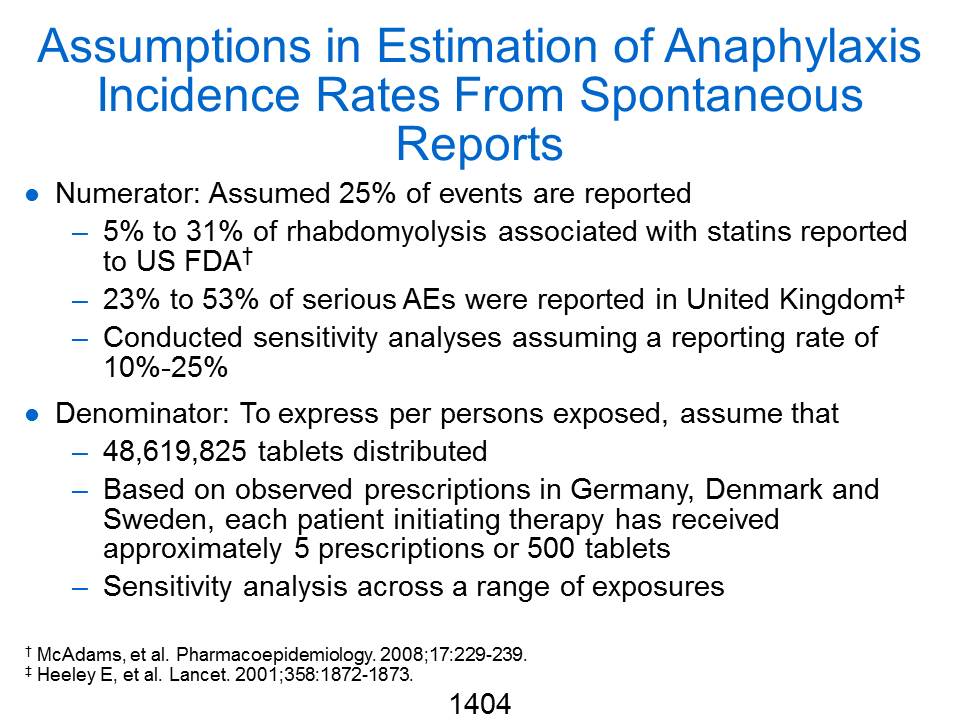 Assumptions in Estimation of Anaphylaxis
Incidence Rates From Spontaneous
Reports
● Numerator: Assumed 25% of events are reported
– 5% to 31% of rhabdomyolysis associated with statins reported
to US FDA†
– 23% to 53% of serious AEs were reported in United Kingdom‡
– Conducted sensitivity analyses assuming a reporting rate of
10%-25%
● Denominator: To express per persons exposed, assume that
– 48,619,825 tablets distributed
– Based on observed prescriptions in Germany, Denmark and
Sweden, each patient initiating therapy has received
approximately 5 prescriptions or 500 tablets
– Sensitivity analysis across a range of exposures
† McAdams, et al. Pharmacoepidemiology. 2008;17:229-239.
‡ Heeley E, et al. Lancet. 2001;358:1872-1873.
1404